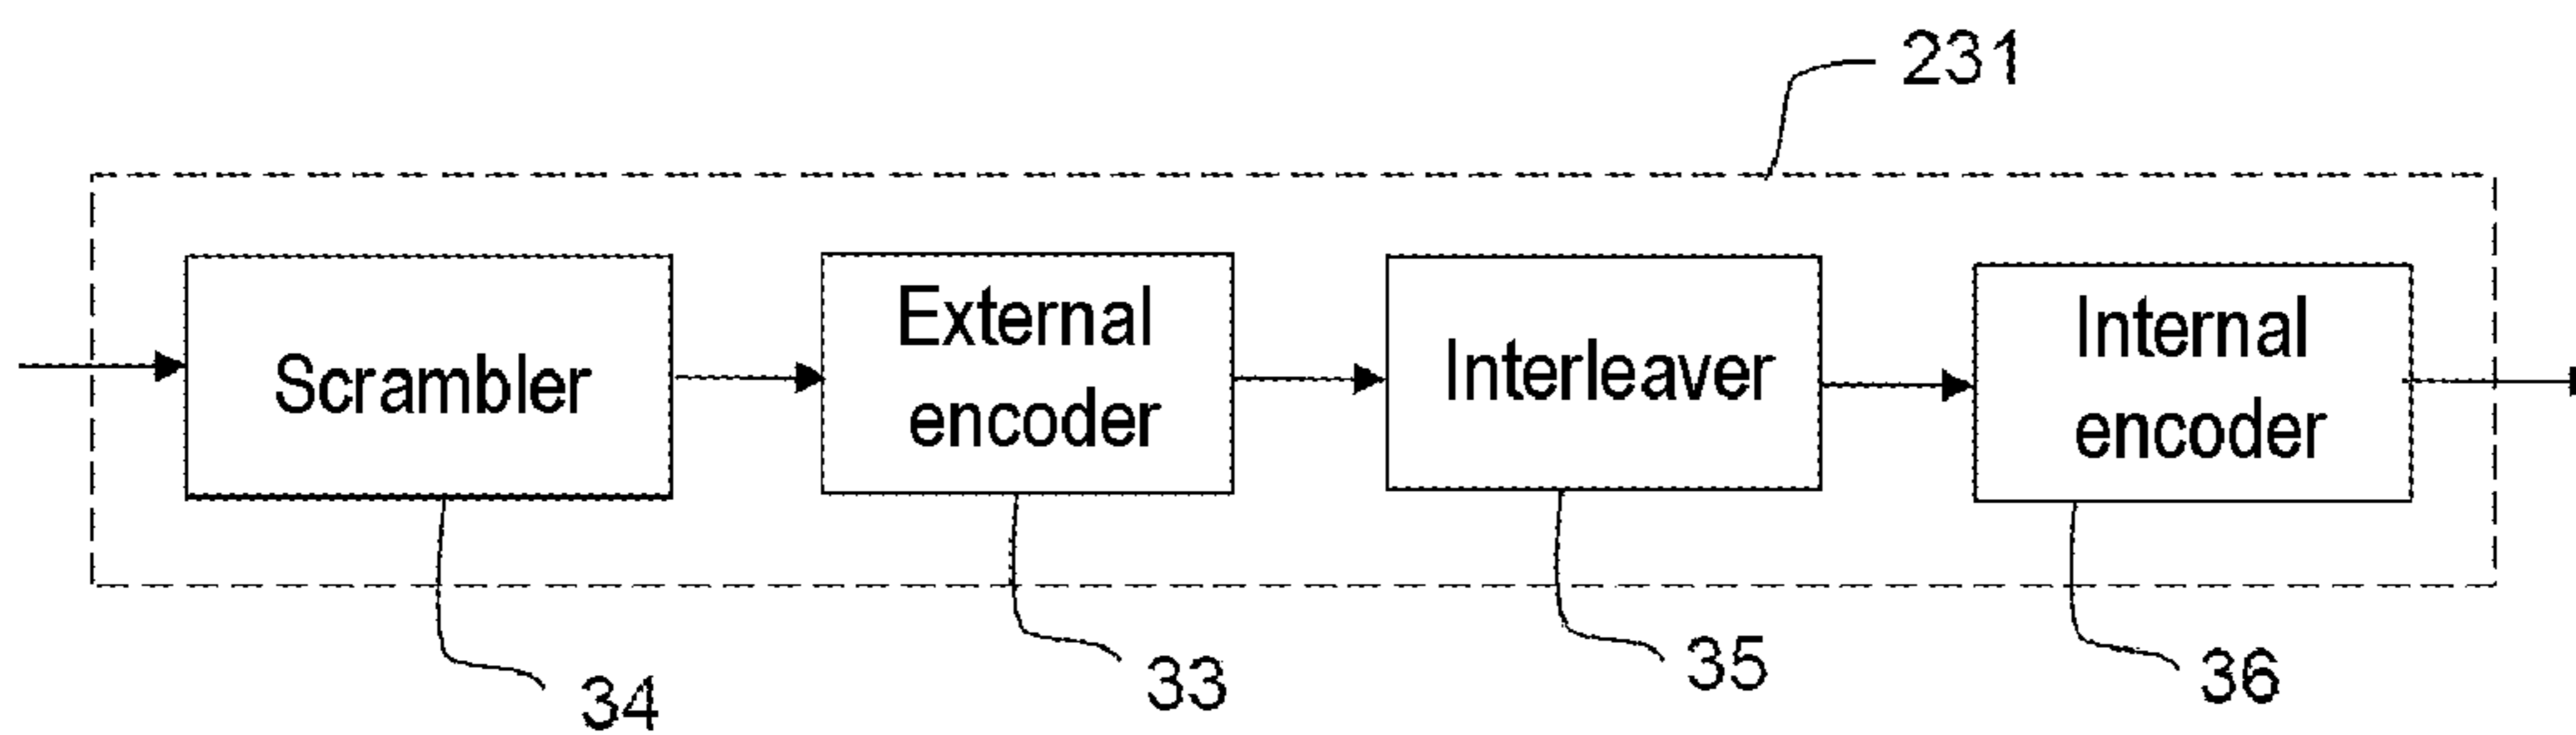 231
Scrambler
External
encoder
Interleaver
Internal
encoder
34
33
35
36